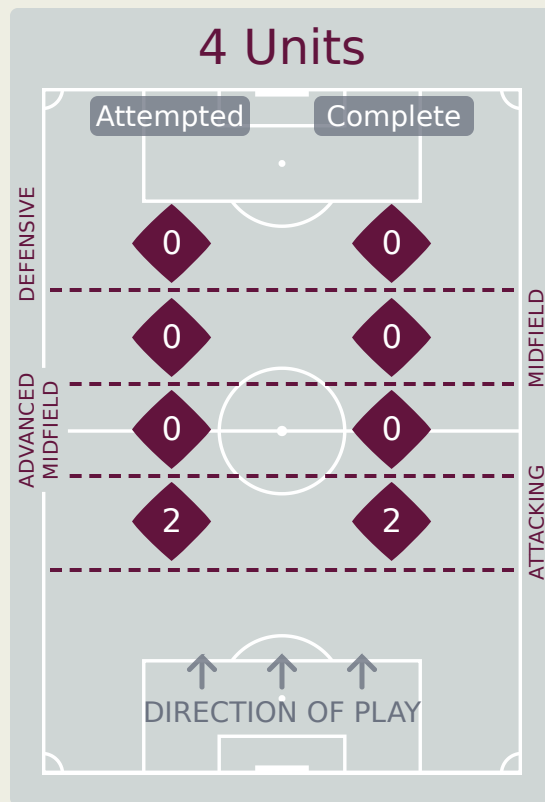 4 Units
Attempted Complete
DEFENSIVE
0 0
MIDFIELD
0 0
ADVANCED
MIDFIELD
0 0
ATTACKING
2 2
DIRECTION OF PLAY